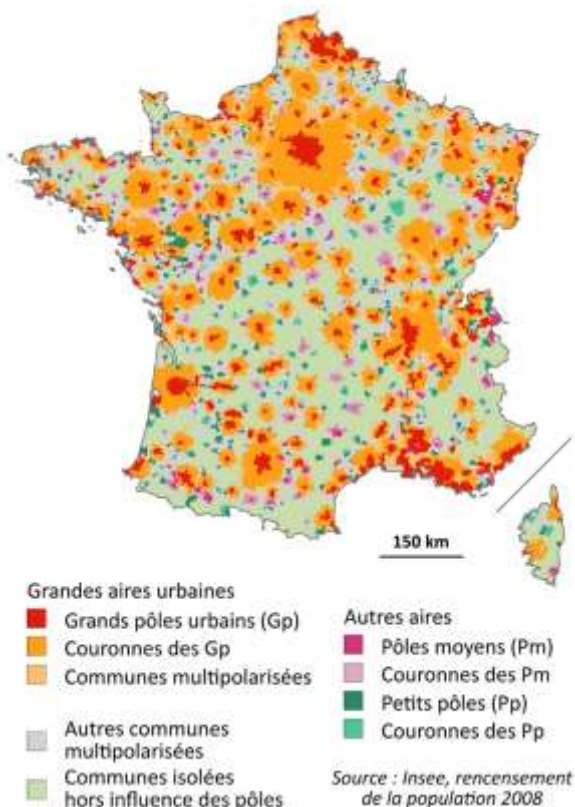 150 km
Grandes aires urbaines
Grands pôles urbains (Gp)
Couronnes des Gp
Communes multipolarisées
Autres communes
multipolarisées
Communes isolées
hors influence des pôles
Autres aires
Pôles moyens (Pm)
Couronnes des Pm
Petits pôles (Pp)
Couronnes des Pp
Source : Insee, rencensement
de la population 2008